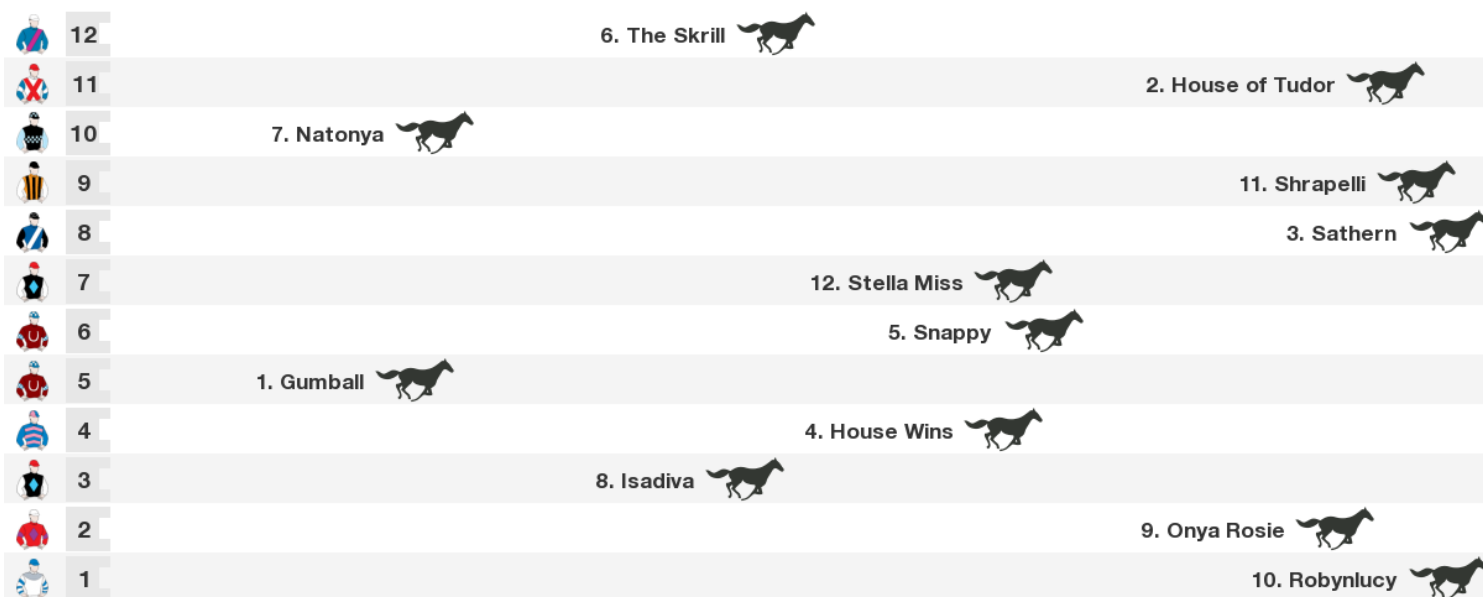 12 6. The Skrill
11 2. House of Tudor
10 7. Natonya
9 11. Shrapelli
8 3. Sathern
7 12. Stella Miss
6 5. Snappy
5 1. Gumball
4 4. House Wins
3 8. Isadiva
2 9. Onya Rosie
1 10. Robynlucy